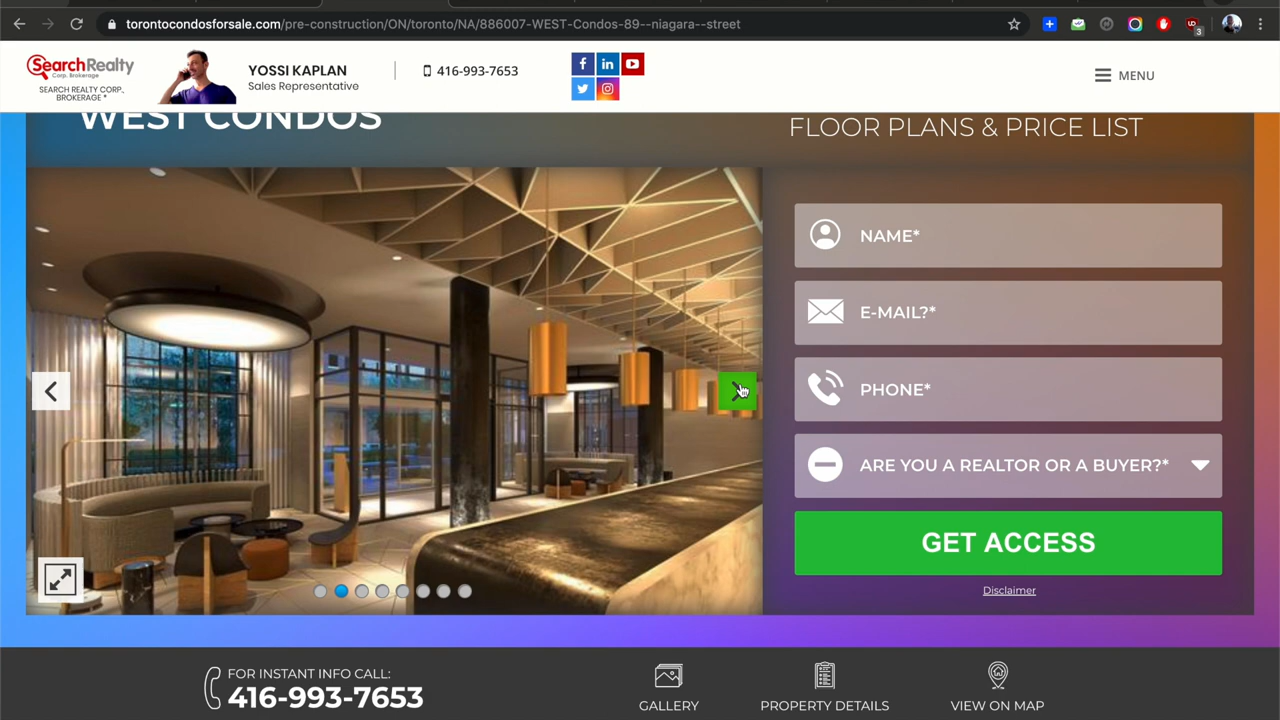 torontocondosforsale.com/pre-construction/ON/toronto/NA/886007-WEST-Condos-89--niagara--street
3
SearchRealty
Corp. Brokerage
SEARCH REALTY CORP.,
BROKERAGE *
YOSSI KAPLAN
Sales Representative
416-993-7653
MENU
WEST CONDOS
FLOOR PLANS & PRICE LIST
NAME*
E-MAIL?*
PHONE*
ARE YOU A REALTOR OR A BUYER?*
GET ACCESS
Disclaimer
FOR INSTANT INFO CALL:
416-993-7653
GALLERY
PROPERTY DETAILS
VIEW ON MAP